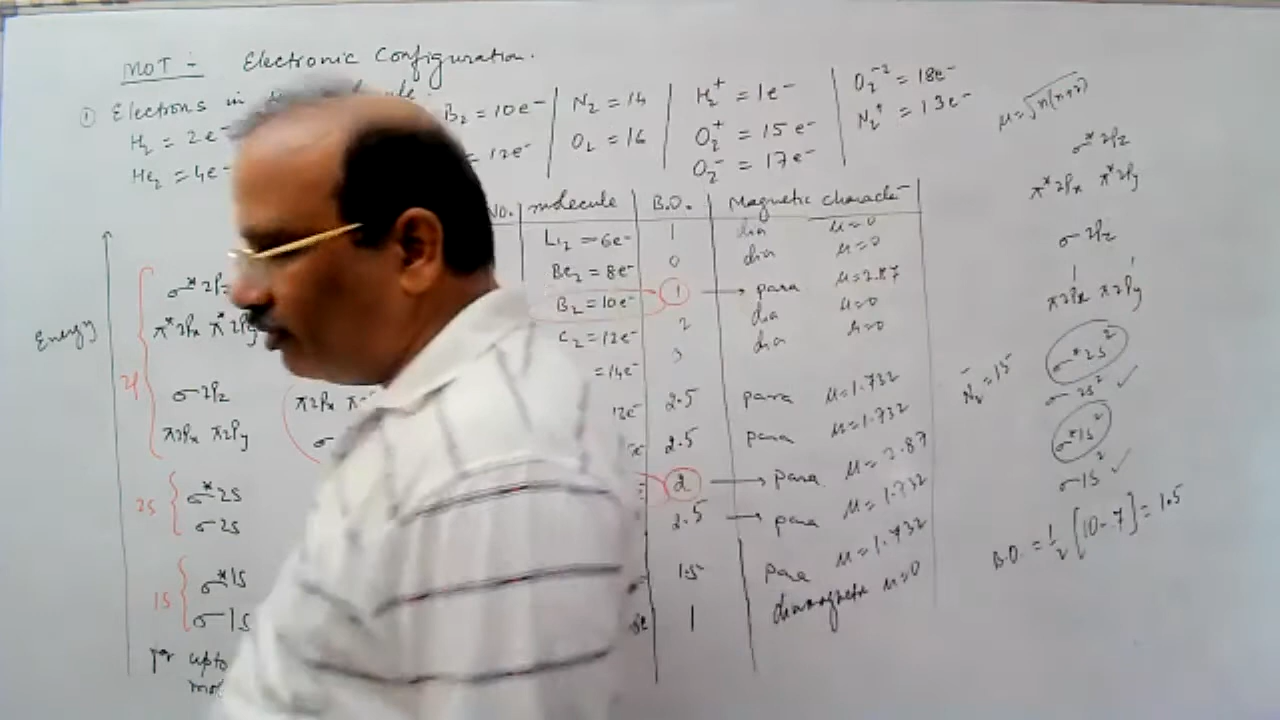 MOT :- Electronic Configuration.
① Electrons in
H₂ = 2e⁻
He₂ = 4e⁻
B₂ = 10e⁻
= 12e⁻
N₂ = 14
O₂ = 16
H₂⁺ = 1e⁻
O₂⁺ = 15e⁻
O₂⁻ = 17e⁻
O₂⁻² = 18e⁻
N₂⁺ = 13e⁻
μ = √n(n+2)
No. molecule B.O. Magnetic character
Li₂ = 6e⁻ 1 dia μ=0
Be₂ = 8e⁻ 0 dia μ=0
B₂ = 10e⁻ 1 → para μ=2.87
C₂ = 12e⁻ 2 dia μ=0
= 14e⁻ 3 dia μ=0
13e⁻ 2.5 para μ=1.732
2.5 para μ=1.732
2 → para μ=2.87
2.5 → para μ=1.732
1.5 para μ=1.732
1 diamagnetic μ=0
Energy
2p
σ*2Pz
π*2Px π*2Py
σ2Pz
π2Px π2Py
2s
σ*2s
σ2s
1s
σ*1s
σ1s
for upto
π2Px
σ
σ*2Pz
π*2Px π*2Py
σ2Pz
π2Px¹ π2Py¹
σ*2s²
σ2s² ✓
σ*1s²
σ1s² ✓
N₂⁻ = 15
B.O. = ½ [10-7] = 1.5